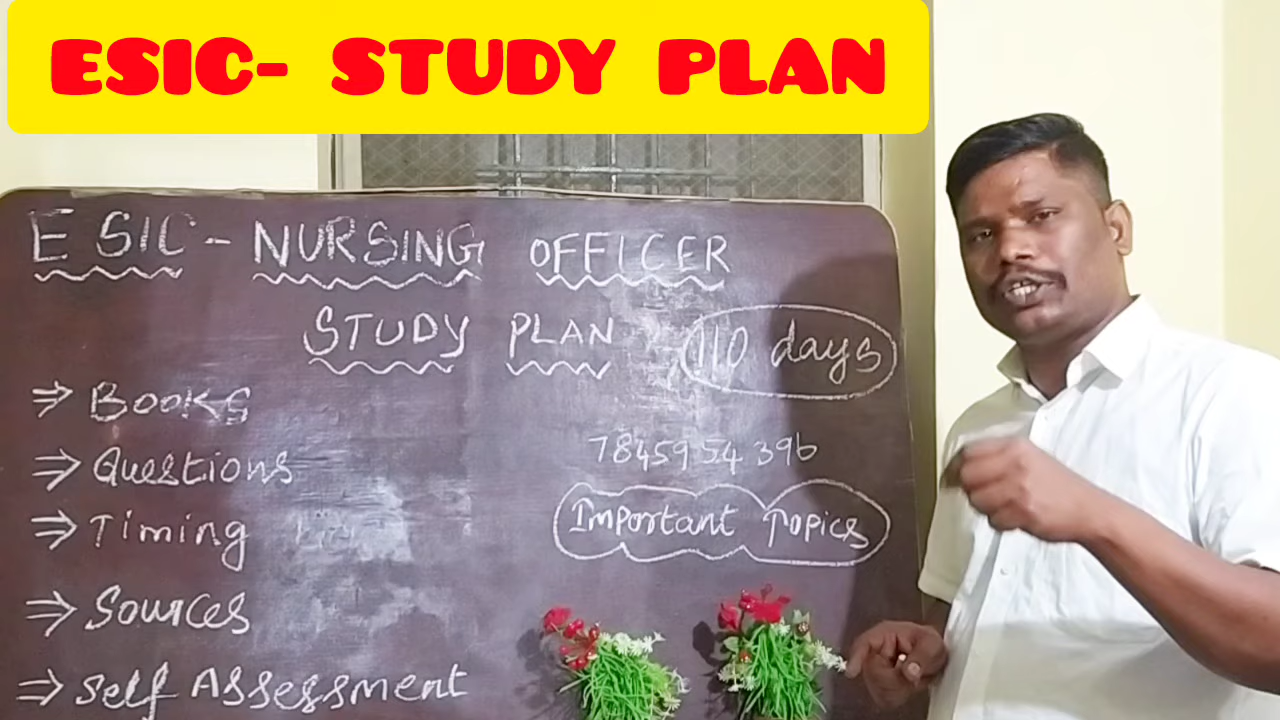 ESIC- STUDY PLAN
ESIC - NURSING OFFICER
STUDY PLAN
110 days
⇒ Books
⇒ Questions
7845954396
⇒ Timing
Important Topics
⇒ Sources
⇒ Self Assessment